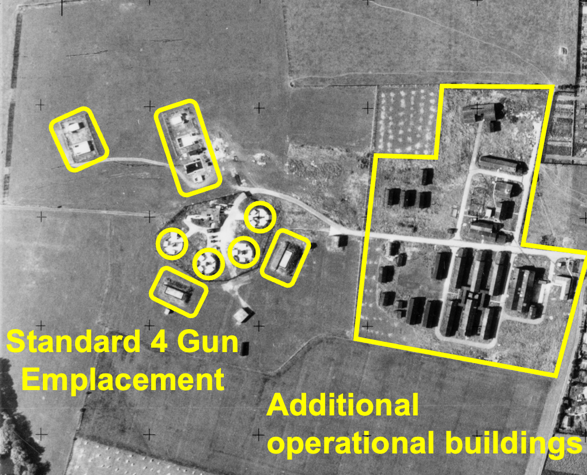 Standard 4 Gun
Emplacement
Additional
operational buildings